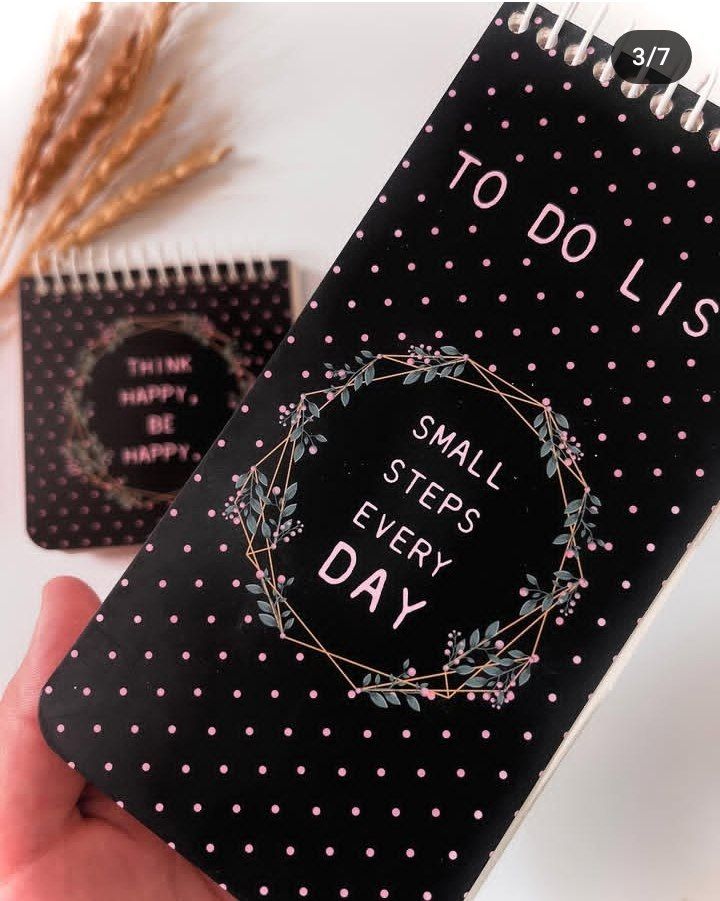 3/7
TO DO LIS
SMALL
STEPS
EVERY
DAY
THINK
HAPPY,
BE
HAPPY.